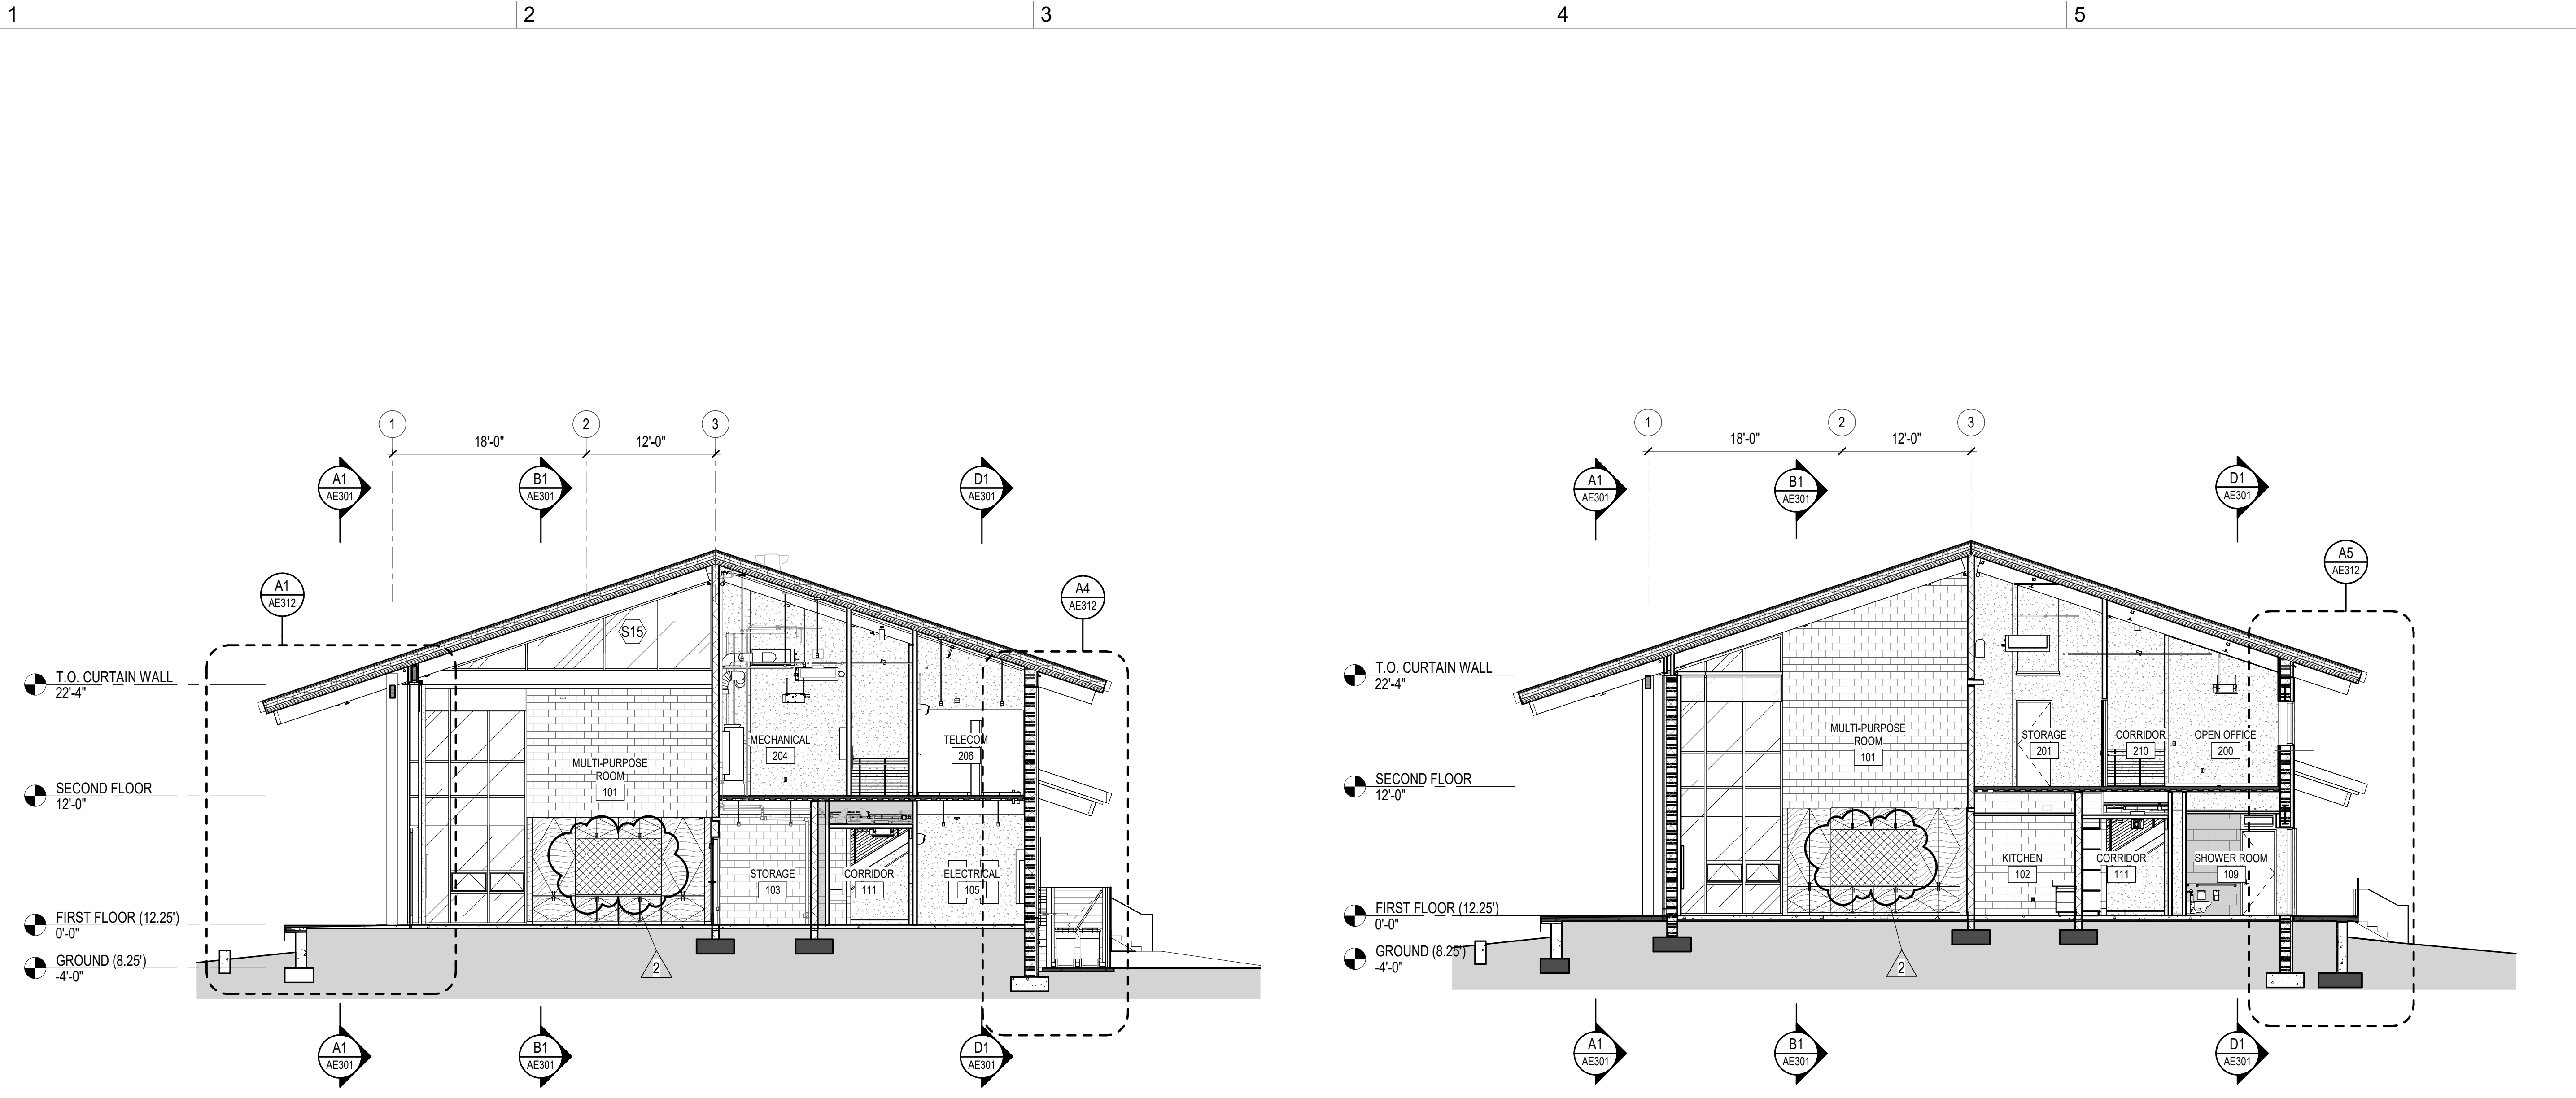 1
2
3
4
5
1
2
3
18'-0"
12'-0"
A1
AE301
B1
AE301
D1
AE301
A1
AE312
A4
AE312
S15
T.O. CURTAIN WALL
22'-4"
SECOND FLOOR
12'-0"
FIRST FLOOR (12.25')
0'-0"
GROUND (8.25')
-4'-0"
MECHANICAL
204
TELECOM
206
MULTI-PURPOSE
ROOM
101
STORAGE
103
CORRIDOR
111
ELECTRICAL
105
2
A1
AE301
B1
AE301
D1
AE301
1
2
3
18'-0"
12'-0"
A1
AE301
B1
AE301
D1
AE301
A5
AE312
T.O. CURTAIN WALL
22'-4"
SECOND FLOOR
12'-0"
FIRST FLOOR (12.25')
0'-0"
GROUND (8.25')
-4'-0"
MULTI-PURPOSE
ROOM
101
STORAGE
201
CORRIDOR
210
OPEN OFFICE
200
KITCHEN
102
CORRIDOR
111
SHOWER ROOM
109
2
A1
AE301
B1
AE301
D1
AE301